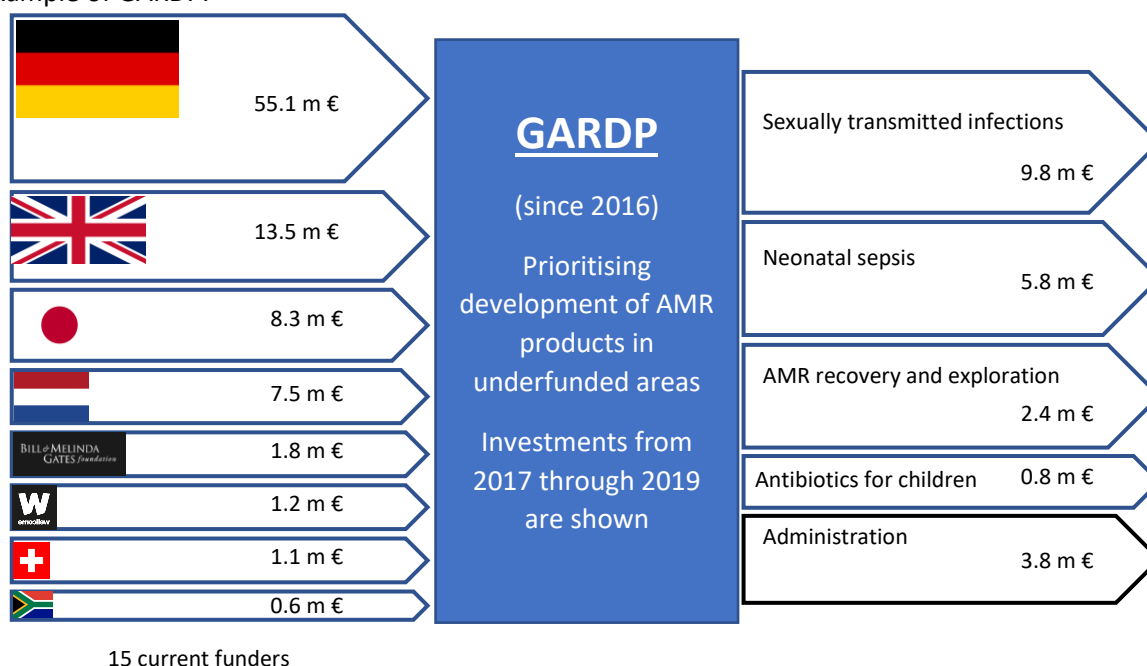 55.1 m €
13.5 m €
8.3 m €
7.5 m €
BILL & MELINDA
GATES foundation
1.8 m €
W
1.2 m €
1.1 m €
0.6 m €
15 current funders
GARDP
(since 2016)
Prioritising
development of AMR
products in
underfunded areas
Investments from
2017 through 2019
are shown
Sexually transmitted infections
9.8 m €
Neonatal sepsis
5.8 m €
AMR recovery and exploration
2.4 m €
Antibiotics for children 0.8 m €
Administration
3.8 m €